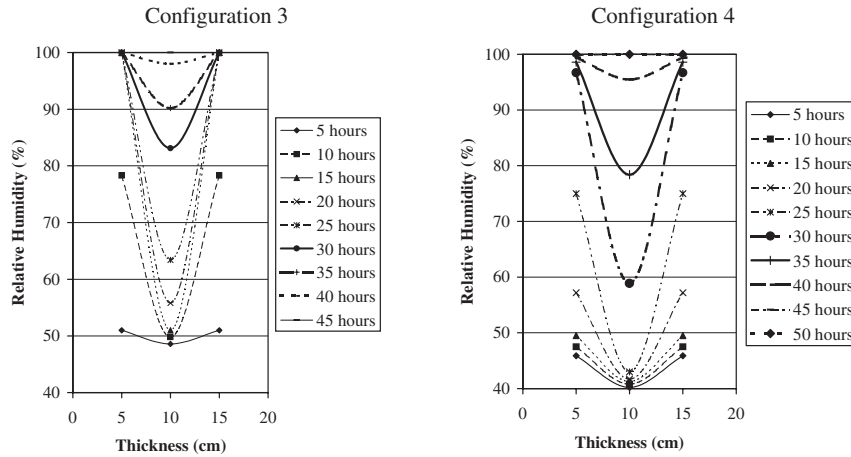 Configuration 3
100
90
80
70
60
50
40
0 5 10 15 20
Relative Humidity (%)
Thickness (cm)
5 hours
10 hours
15 hours
20 hours
25 hours
30 hours
35 hours
40 hours
45 hours
Configuration 4
100
90
80
70
60
50
40
0 5 10 15 20
Relative Humidity (%)
Thickness (cm)
5 hours
10 hours
15 hours
20 hours
25 hours
30 hours
35 hours
40 hours
45 hours
50 hours